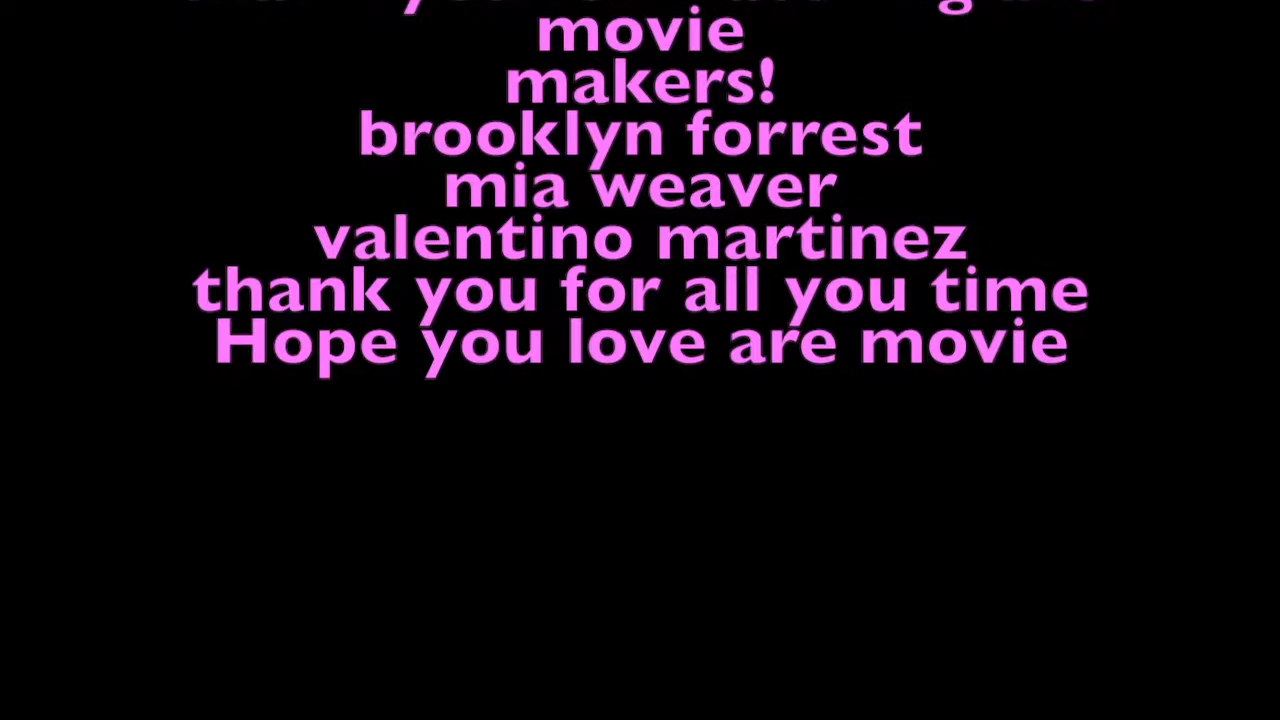 movie
makers!
brooklyn forrest
mia weaver
valentino martinez
thank you for all you time
Hope you love are movie